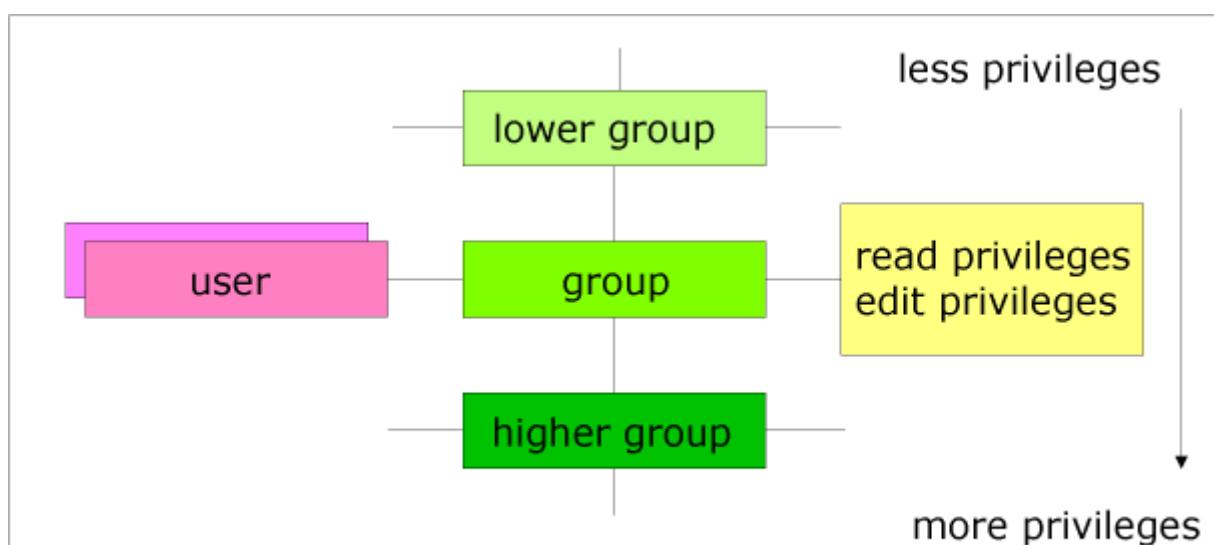 less privileges
lower group
user
group
read privileges
edit privileges
higher group
more privileges